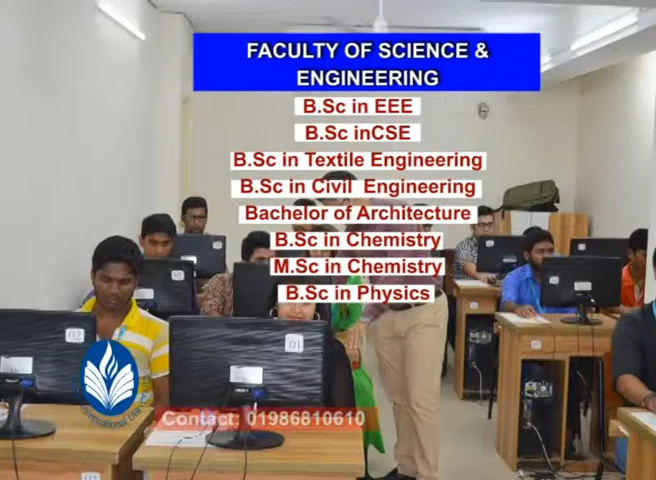 FACULTY OF SCIENCE &
ENGINEERING
B.Sc in EEE
B.Sc inCSE
B.Sc in Textile Engineering
B.Sc in Civil  Engineering
Bachelor of Architecture
B.Sc in Chemistry
M.Sc in Chemistry
B.Sc in Physics
02
01
International
Contact: 01986810610